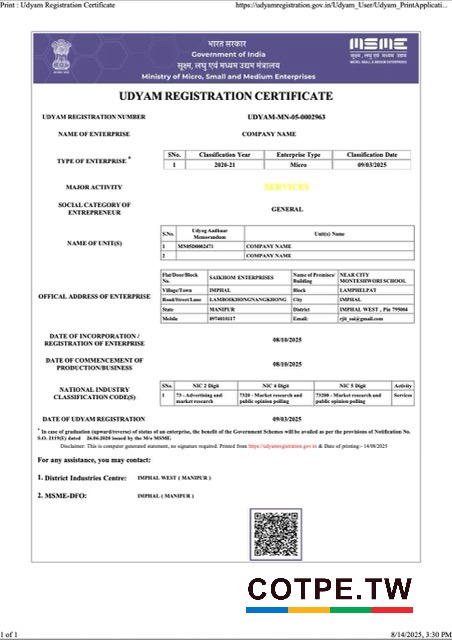 Print : Udyam Registration Certificate https://udyamregistration.gov.in/Udyam_User/Udyam_PrintApplicati...
भारत सरकार
Government of India
सूक्ष्म, लघु एवं मध्यम उद्यम मंत्रालय
Ministry of Micro, Small and Medium Enterprises
MSME
सूक्ष्म, लघु एवं मध्यम उद्यम
MICRO, SMALL & MEDIUM ENTERPRISES
UDYAM REGISTRATION CERTIFICATE
UDYAM REGISTRATION NUMBER UDYAM-MN-05-0002963
NAME OF ENTERPRISE COMPANY NAME
TYPE OF ENTERPRISE *
SNo. Classification Year Enterprise Type Classification Date
1 2020-21 Micro 09/03/2025
MAJOR ACTIVITY SERVICES
SOCIAL CATEGORY OF
ENTREPRENEUR
GENERAL
NAME OF UNIT(S)
S.No. Udyog Aadhaar Memorandum Unit(s) Name
1 MN05D0002471 COMPANY NAME
2 COMPANY NAME
OFFICAL ADDRESS OF ENTERPRISE
Flat/Door/Block No. SAIKHOM ENTERPRISES Name of Premises/ Building NEAR CITY MONTESHWORI SCHOOL
Village/Town IMPHAL Block LAMPHELPAT
Road/Street/Lane LAMBOIKHONGNANGKHONG City IMPHAL
State MANIPUR District IMPHAL WEST , Pin 795004
Mobile Email:
DATE OF INCORPORATION /
REGISTRATION OF ENTERPRISE
08/10/2025
DATE OF COMMENCEMENT OF
PRODUCTION/BUSINESS
08/10/2025
NATIONAL INDUSTRY
CLASSIFICATION CODE(S)
SNo. NIC 2 Digit NIC 4 Digit NIC 5 Digit Activity
1 73 - Advertising and market research 7320 - Market research and public opinion polling 73200 - Market research and public opinion polling Services
DATE OF UDYAM REGISTRATION 09/03/2025
* In case of graduation (upward/reverse) of status of an enterprise, the benefit of the Government Schemes will be availed as per the provisions of Notification No.
S.O. 2119(E) dated 26.06.2020 issued by the M/o MSME.
Disclaimer: This is computer generated statement, no signature required. Printed from https://udyamregistration.gov.in & Date of printing:- 14/08/2025
For any assistance, you may contact:
1. District Industries Centre: IMPHAL WEST ( MANIPUR )
2. MSME-DFO: IMPHAL ( MANIPUR )
COTPE.TW
1 of 1 8/14/2025, 3:30 PM